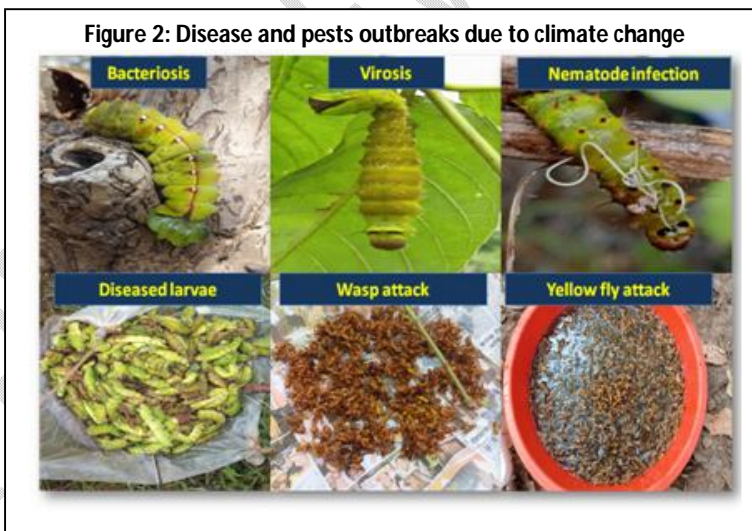 Figure 2: Disease and pests outbreaks due to climate change
Bacteriosis
Virosis
Nematode infection
Diseased larvae
Wasp attack
Yellow fly attack